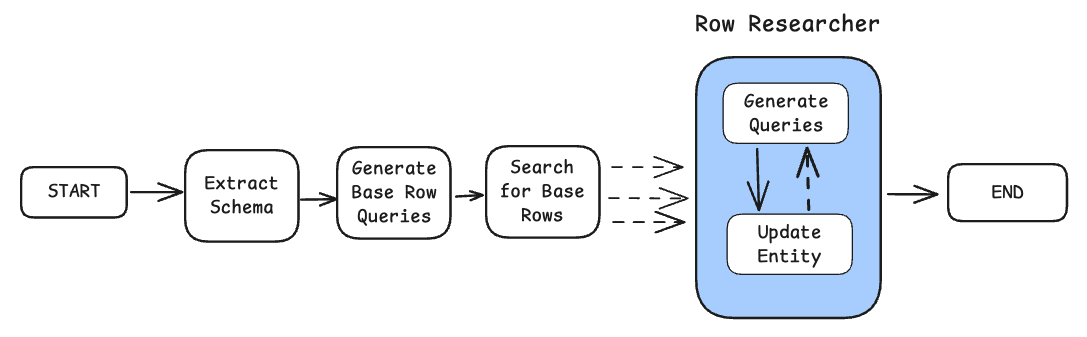 Row Researcher
START
Extract
Schema
Generate
Base Row
Queries
Search
for Base
Rows
Generate
Queries
Update
Entity
END